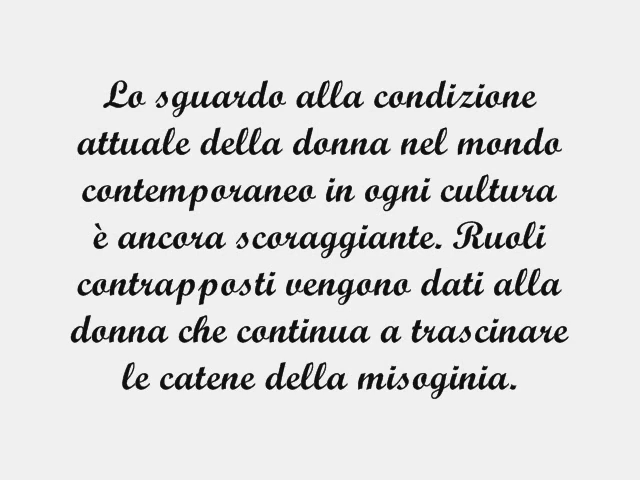 Lo sguardo alla condizione
attuale della donna nel mondo
contemporaneo in ogni cultura
è ancora scoraggiante. Ruoli
contrapposti vengono dati alla
donna che continua a trascinare
le catene della misoginia.